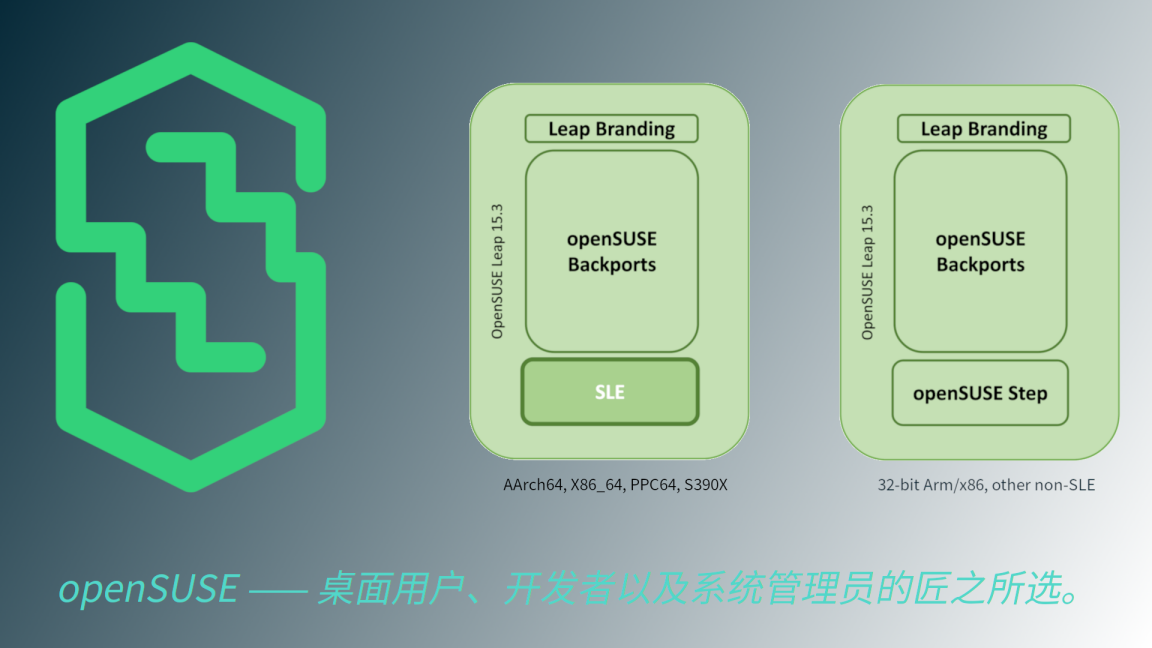 OpenSUSE Leap 15.3
Leap Branding
openSUSE
Backports
SLE
AArch64, X86_64, PPC64, S390X
OpenSUSE Leap 15.3
Leap Branding
openSUSE
Backports
openSUSE Step
32-bit Arm/x86, other non-SLE
openSUSE —— 桌面用户、开发者以及系统管理员的匠之所选。